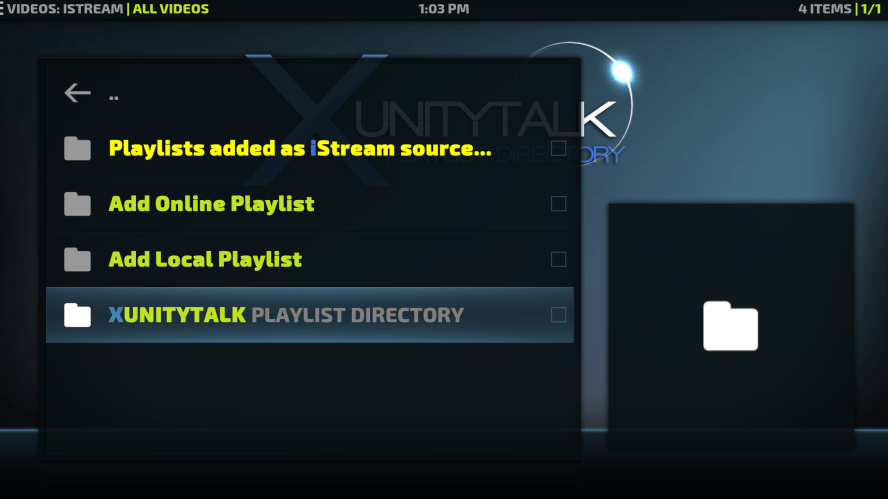 VIDEOS: ISTREAM | ALL VIDEOS
1:03 PM
4 ITEMS | 1/1
XUNITYTALK
DIRECTORY
..
Playlists added as iStream source...
Add Online Playlist
Add Local Playlist
XUNITYTALK PLAYLIST DIRECTORY